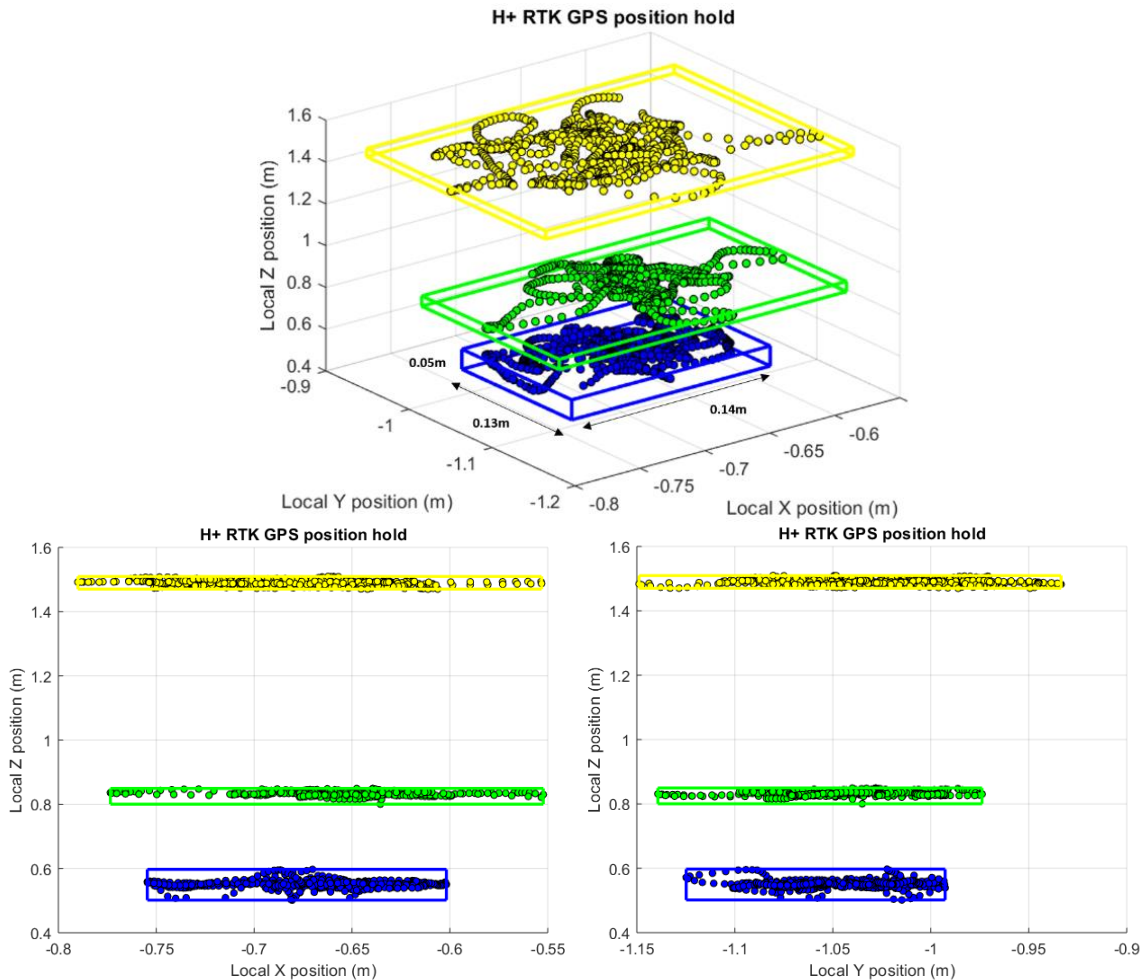 H+ RTK GPS position hold
1.6
1.4
1.2
1
0.8
0.6
0.4
Local Z position (m)
-0.9
-1
-1.1
-1.2
Local Y position (m)
-0.8
-0.75
-0.7
-0.65
-0.6
Local X position (m)
0.05m
0.13m
0.14m
H+ RTK GPS position hold
1.6
1.4
1.2
1
0.8
0.6
0.4
Local Z position (m)
-0.8 -0.75 -0.7 -0.65 -0.6 -0.55
Local X position (m)
H+ RTK GPS position hold
1.6
1.4
1.2
1
0.8
0.6
0.4
Local Z position (m)
-1.15 -1.1 -1.05 -1 -0.95 -0.9
Local Y position (m)